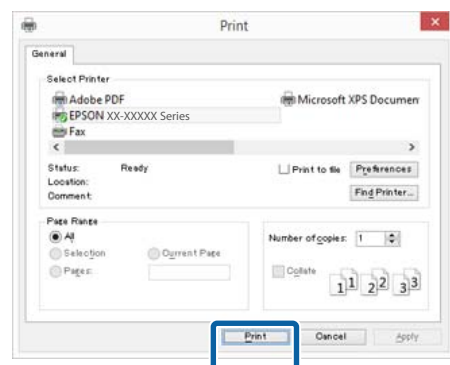 Print
General
Select Printer
Adobe PDF
Microsoft XPS Documen
EPSON XX-XXXXX Series
Fax
Status: Ready
Print to file
Preferences
Location:
Comment:
Find Printer...
Page Range
All
Selection
Current Page
Pages:
Number of copies: 1
Collate
1 1 2 2 3 3
Print
Cancel
Apply